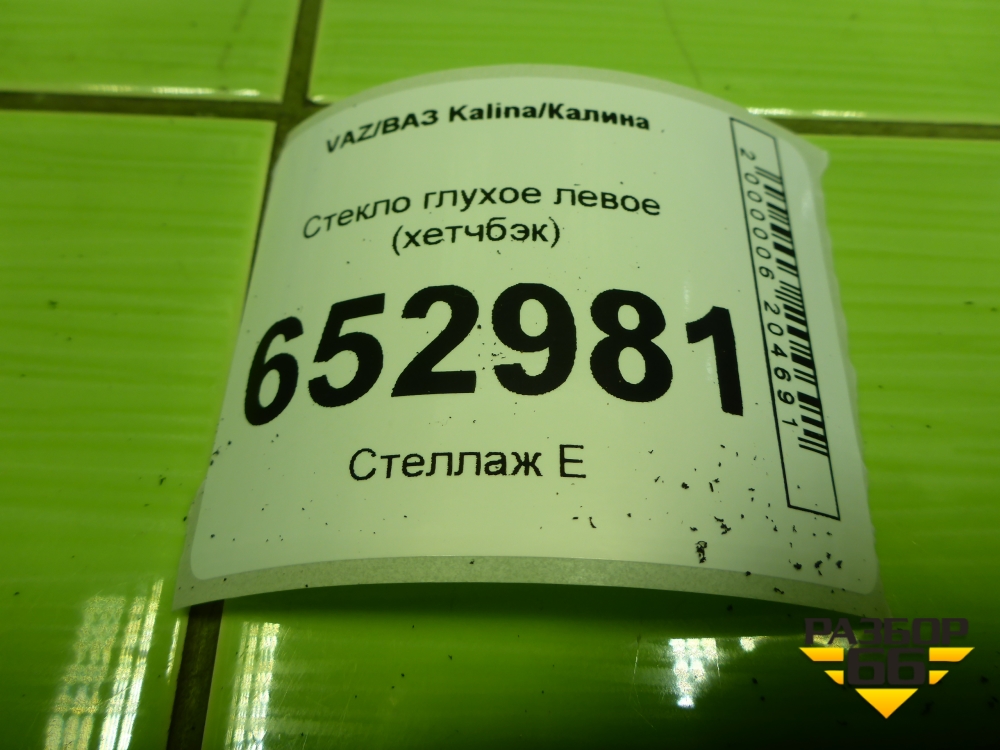 VAZ/ВАЗ Kalina/Калина
Стекло глухое левое
(хетчбэк)
652981
Стеллаж Е
2000006204691
РАЗБОР
66